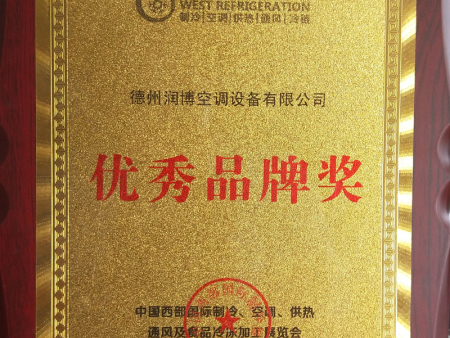 WEST REFRIGERATION
制冷|空调|供热|通风|冷链
德州润博空调设备有限公司
优秀品牌奖
中国西部国际制冷、空调、供热
通风及食品冷冻加工展览会